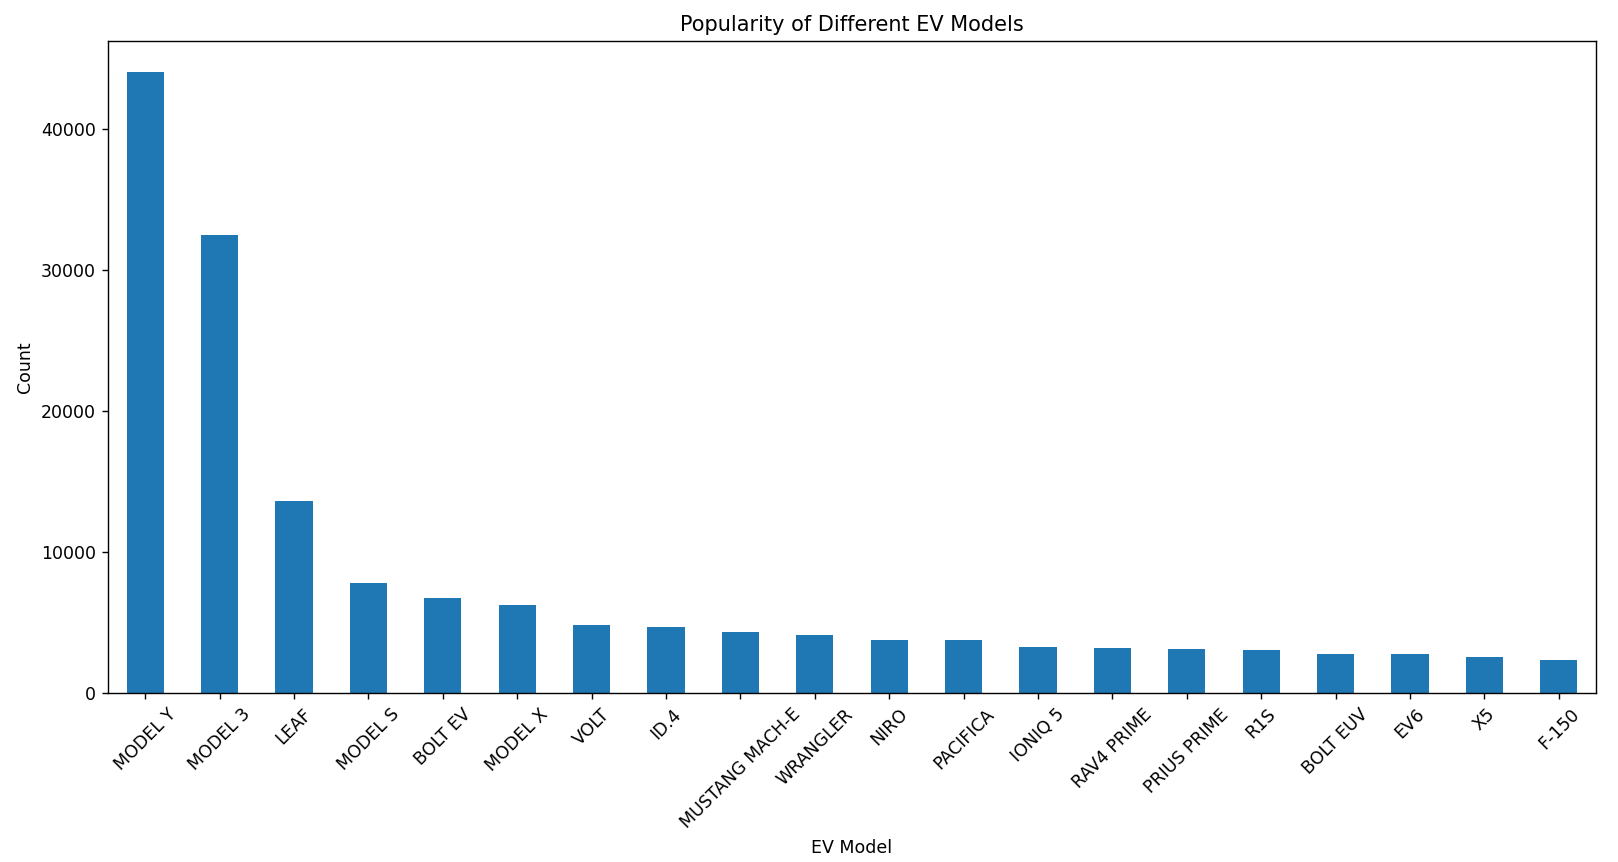 Popularity of Different EV Models
Count
40000
30000
20000
10000
0
MODEL Y
MODEL 3
LEAF
MODEL S
BOLT EV
MODEL X
VOLT
ID.4
MUSTANG MACH-E
WRANGLER
NIRO
PACIFICA
IONIQ 5
RAV4 PRIME
PRIUS PRIME
R1S
BOLT EUV
EV6
X5
F-150
EV Model